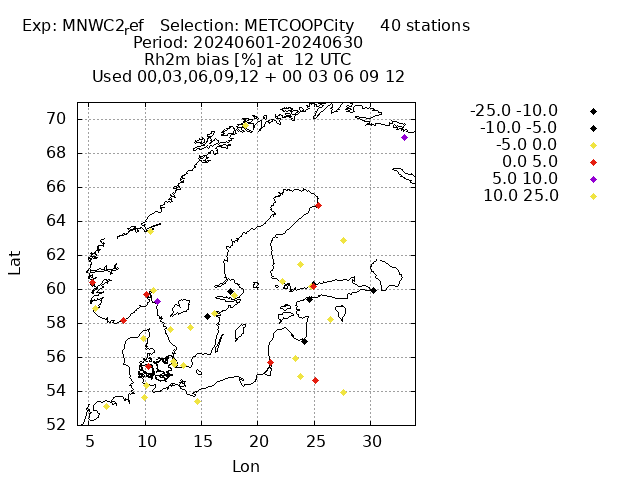 Exp: MNWC2ref   Selection: METCOOPCity     40 stations
Period: 20240601-20240630
Rh2m bias [%] at  12 UTC
Used 00,03,06,09,12 + 00 03 06 09 12
-25.0 -10.0
-10.0 -5.0
-5.0 0.0
0.0 5.0
5.0 10.0
10.0 25.0
70
68
66
64
62
60
58
56
54
52
Lat
5 10 15 20 25 30
Lon